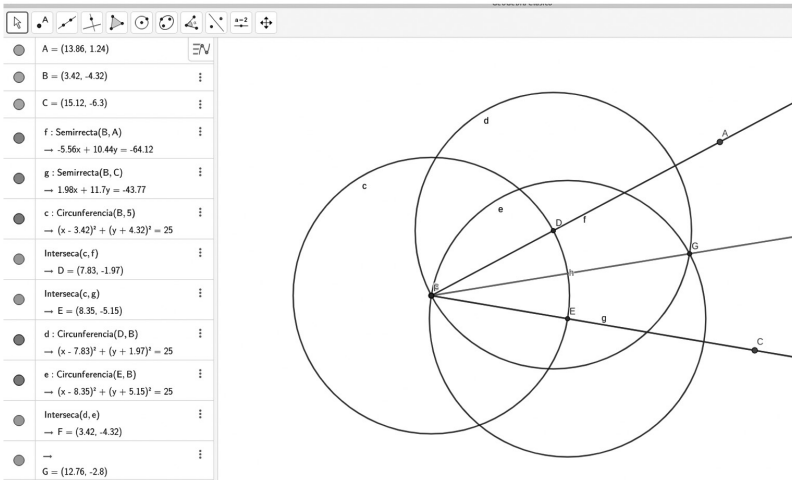 A
a=2
A = (13.86, 1.24)
B = (3.42, -4.32)
C = (15.12, -6.3)
f : Semirrecta(B, A)
→ -5.56x + 10.44y = -64.12
g : Semirrecta(B, C)
→ 1.98x + 11.7y = -43.77
c : Circunferencia(B, 5)
→ (x - 3.42)² + (y + 4.32)² = 25
Interseca(c, f)
→ D = (7.83, -1.97)
Interseca(c, g)
→ E = (8.35, -5.15)
d : Circunferencia(D, B)
→ (x - 7.83)² + (y + 1.97)² = 25
e : Circunferencia(E, B)
→ (x - 8.35)² + (y + 5.15)² = 25
Interseca(d, e)
→ F = (3.42, -4.32)
→
G = (12.76, -2.8)
d
A
c
e
D
f
G
h
E
g
C